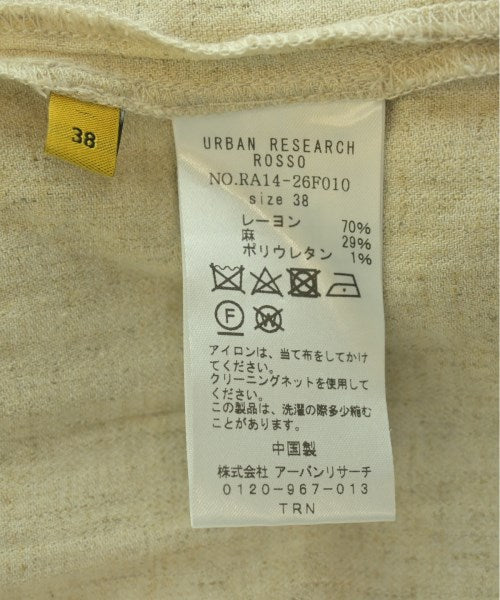 38
URBAN RESEARCH
ROSSO
NO.RA14-26F010
size 38
レーヨン 70%
麻 29%
ポリウレタン 1%
F W
アイロンは、当て布をしてかけ
てください。
クリーニングネットを使用して
ください。
この製品は、洗濯の際多少縮む
ことがあります。
中国製
株式会社 アーバンリサーチ
0120-967-013
TRN